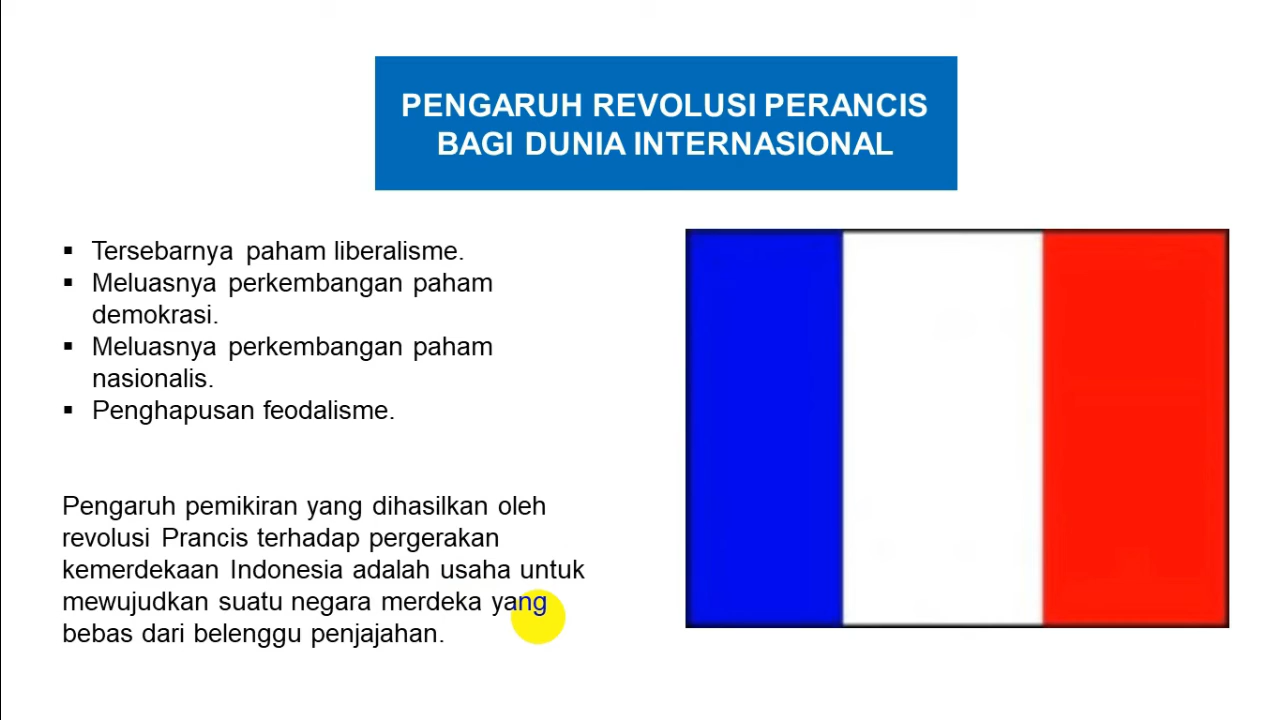 PENGARUH REVOLUSI PERANCIS
BAGI DUNIA INTERNASIONAL
▪ Tersebarnya paham liberalisme.
▪ Meluasnya perkembangan paham
demokrasi.
▪ Meluasnya perkembangan paham
nasionalis.
▪ Penghapusan feodalisme.
Pengaruh pemikiran yang dihasilkan oleh
revolusi Prancis terhadap pergerakan
kemerdekaan Indonesia adalah usaha untuk
mewujudkan suatu negara merdeka yang
bebas dari belenggu penjajahan.